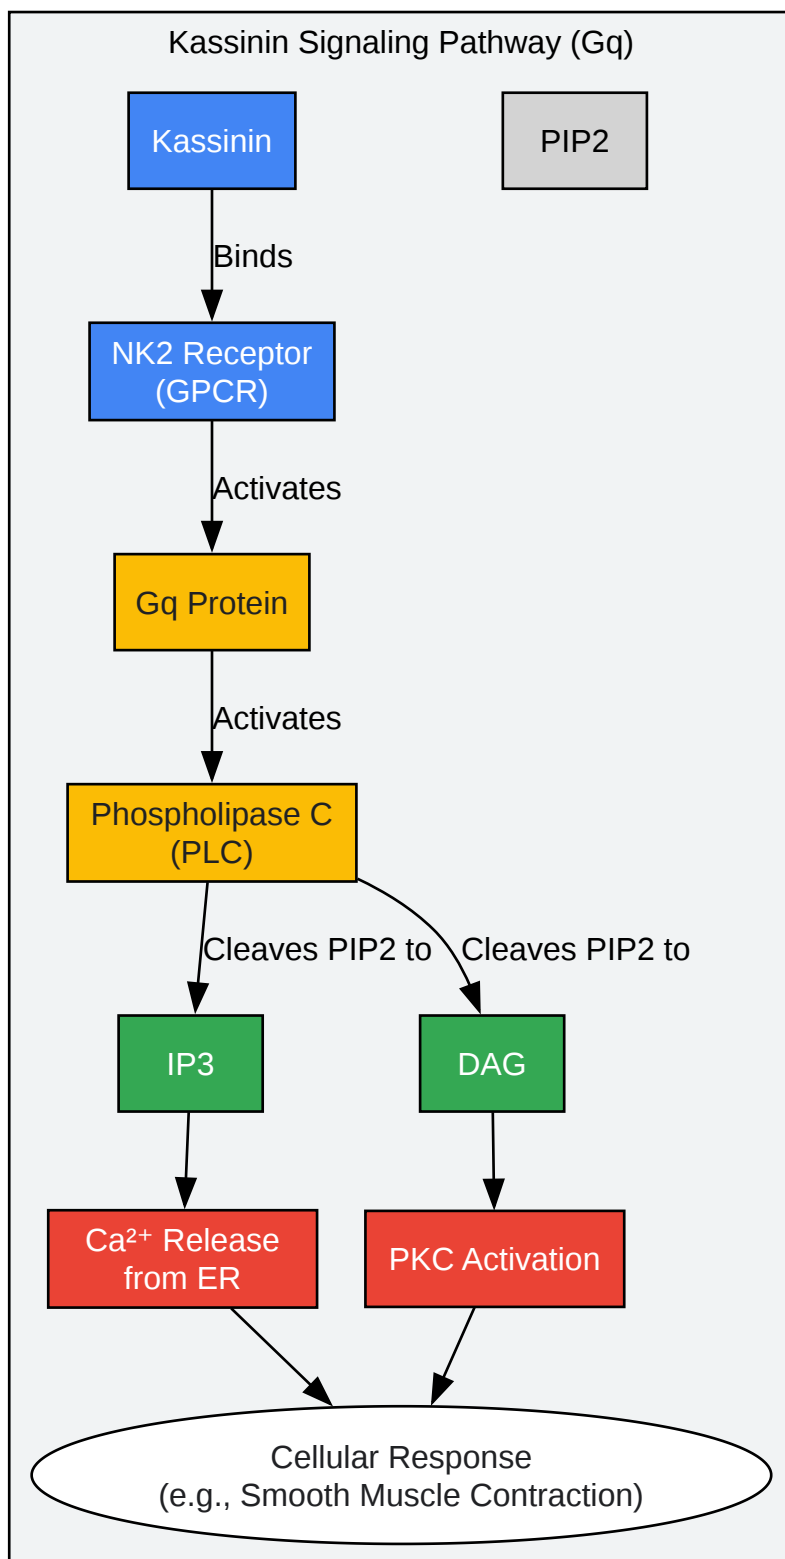 Kassinin Signaling Pathway (Gq)
Kassinin
PIP2
Binds
NK2 Receptor
(GPCR)
Activates
Gq Protein
Activates
Phospholipase C
(PLC)
Cleaves PIP2 to
Cleaves PIP2 to
IP3
DAG
Ca²⁺ Release
from ER
PKC Activation
Cellular Response
(e.g., Smooth Muscle Contraction)